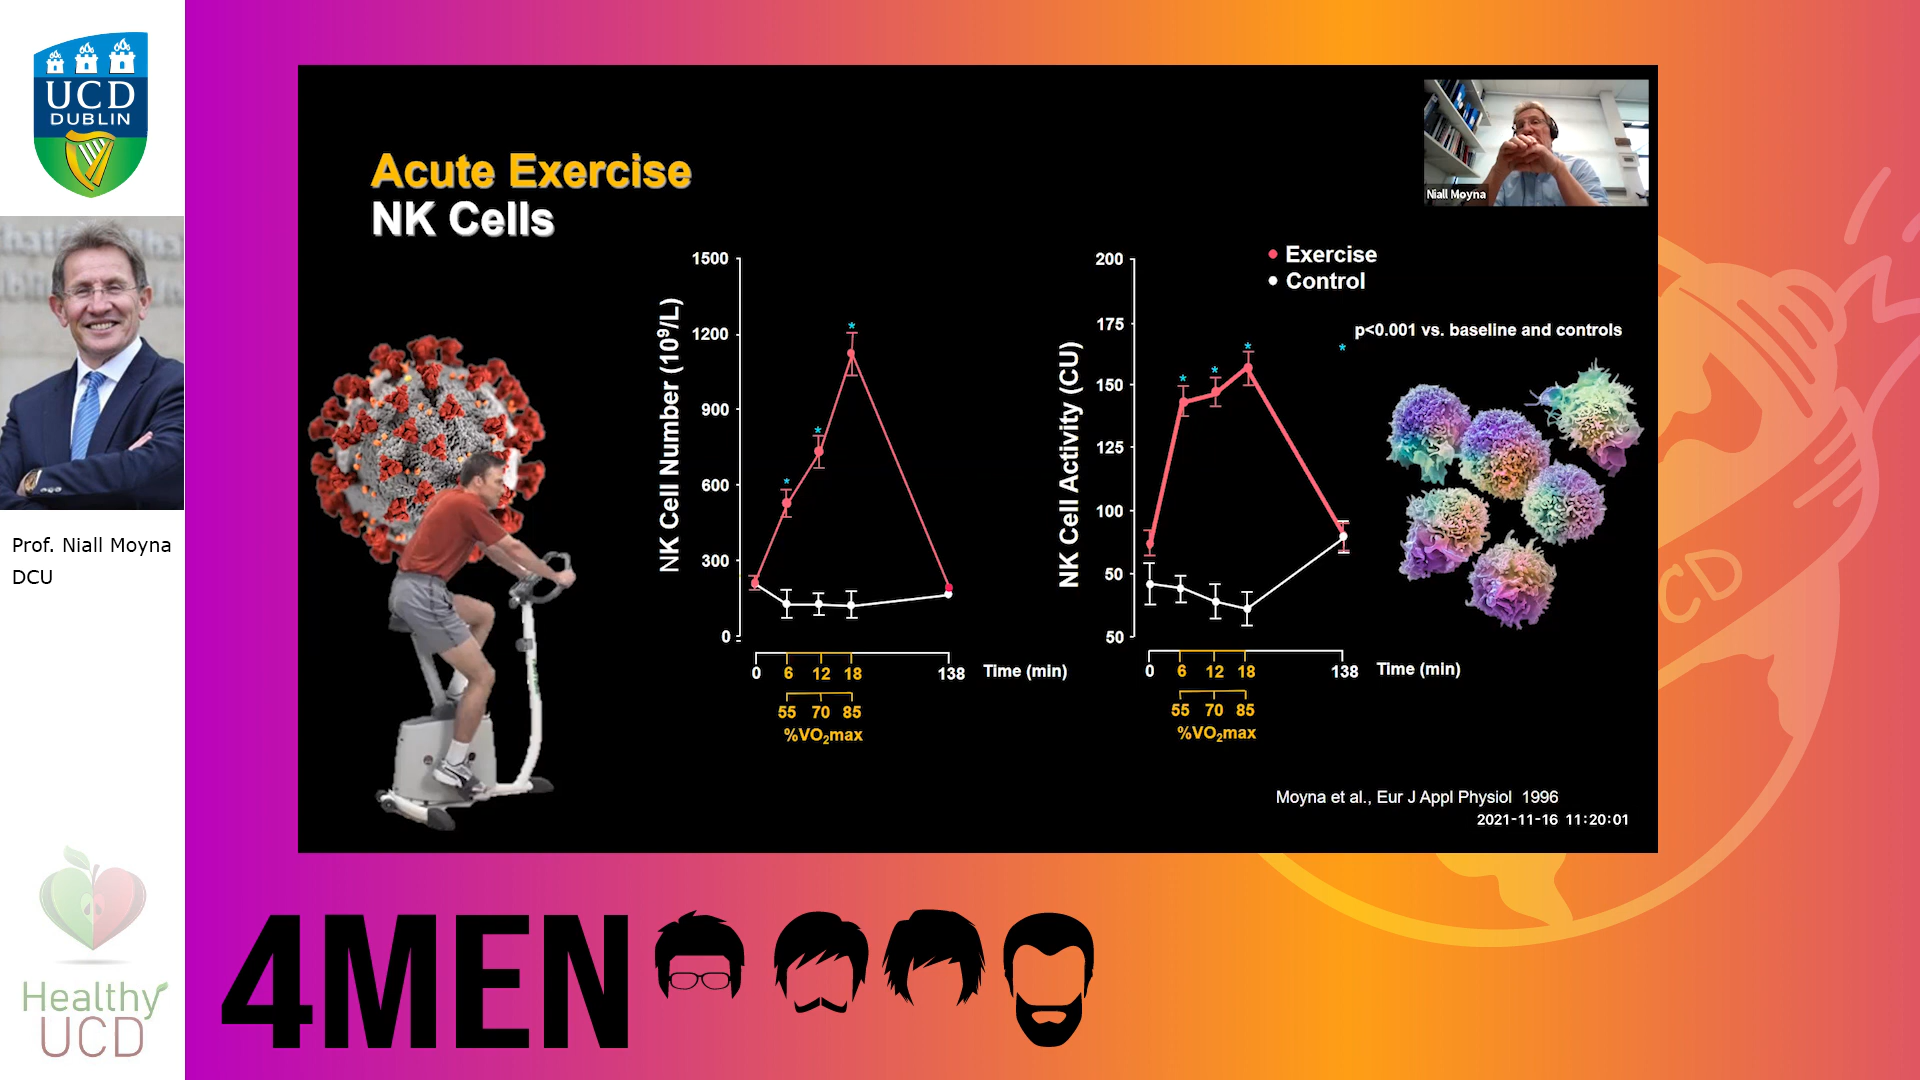 UCD
DUBLIN
Prof. Niall Moyna
DCU
Healthy
UCD
Acute Exercise
NK Cells
Niall Moyna
NK Cell Number (10⁹/L)
1500
1200
900
600
300
0
0 6 12 18 138 Time (min)
55 70 85
%VO₂max
Exercise
Control
* p<0.001 vs. baseline and controls
NK Cell Activity (CU)
200
175
150
125
100
50
50
0 6 12 18 138 Time (min)
55 70 85
%VO₂max
Moyna et al., Eur J Appl Physiol 1996
2021-11-16 11:20:01
4MEN